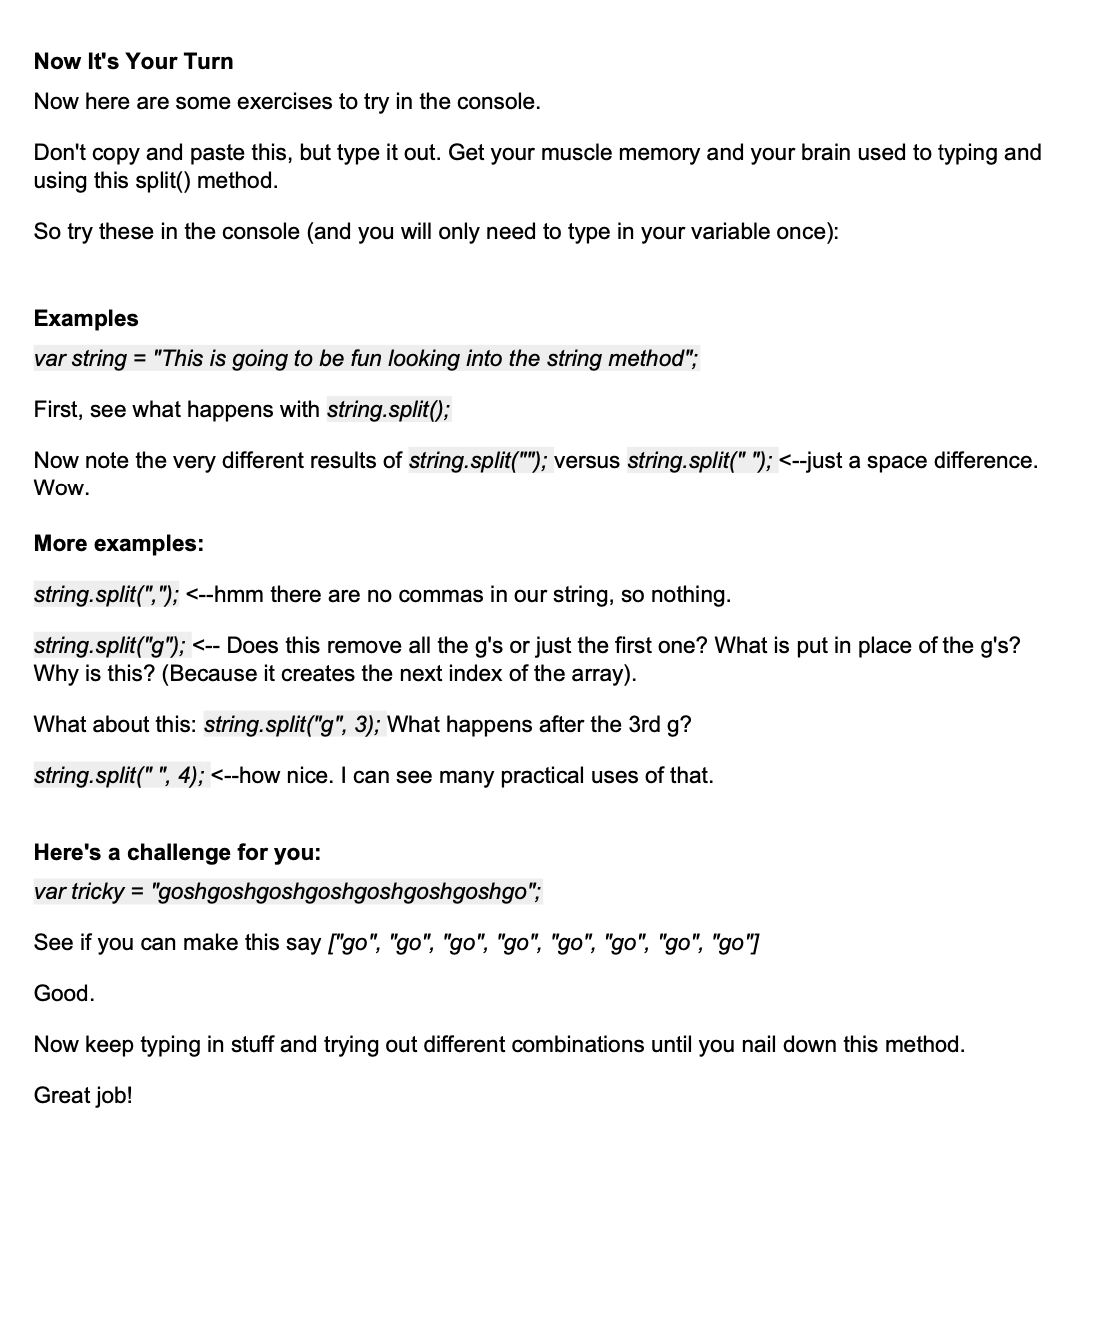 Now It's Your Turn
Now here are some exercises to try in the console.
Don't copy and paste this, but type it out. Get your muscle memory and your brain used to typing and
using this split() method.
So try these in the console (and you will only need to type in your variable once):
Examples
var string = "This is going to be fun looking into the string method";
First, see what happens with string.split();
Now note the very different results of string.split(""); versus string.split(" "); <--just a space difference.
Wow.
More examples:
string.split(","); <--hmm there are no commas in our string, so nothing.
string.split("g"); <-- Does this remove all the g's or just the first one? What is put in place of the g's?
Why is this? (Because it creates the next index of the array).
What about this: string.split("g", 3); What happens after the 3rd g?
string.split(" ", 4); <--how nice. I can see many practical uses of that.
Here's a challenge for you:
var tricky = "goshgoshgoshgoshgoshgoshgoshgo";
See if you can make this say ["go", "go", "go", "go", "go", "go", "go", "go"]
Good.
Now keep typing in stuff and trying out different combinations until you nail down this method.
Great job!